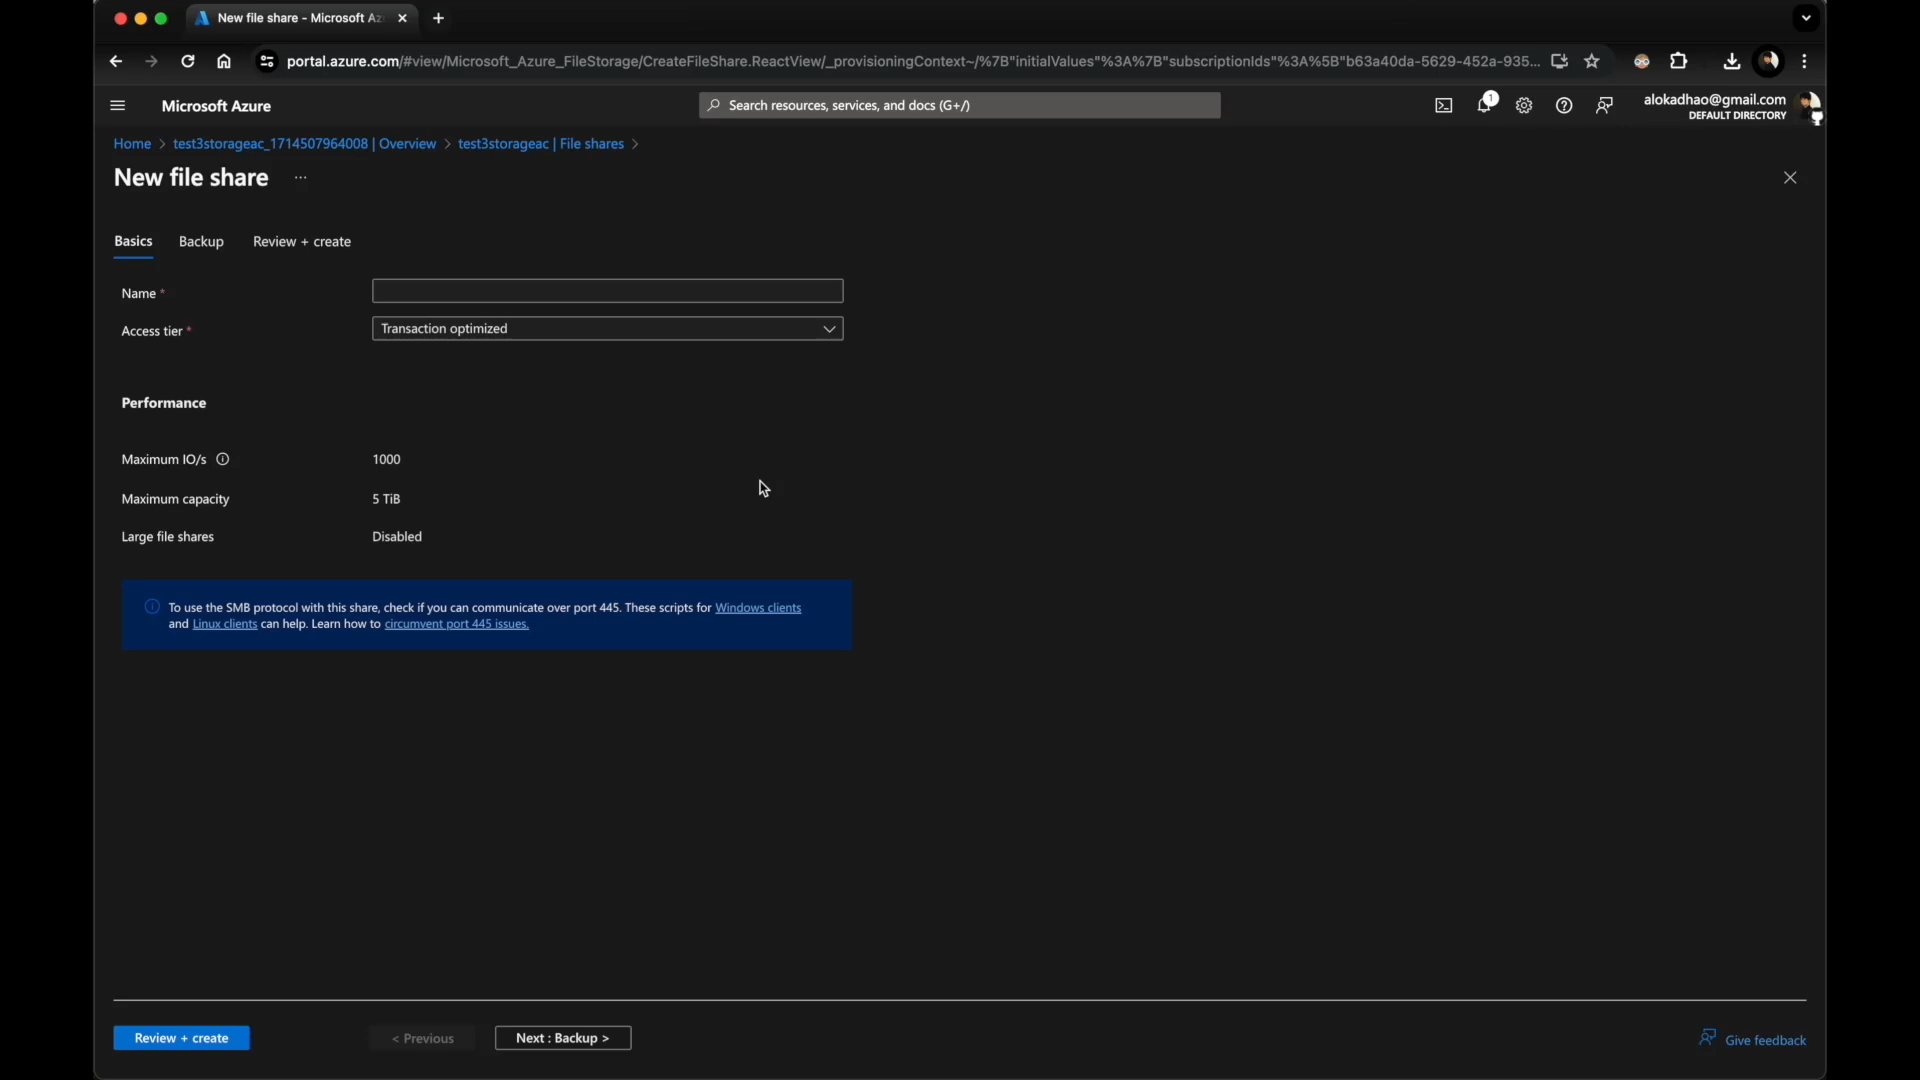 New file share - Microsoft Az
portal.azure.com/#view/Microsoft_Azure_FileStorage/CreateFileShare.ReactView/_provisioningContext~/%7B"initialValues"%3A%7B"subscriptionIds"%3A%5B"b63a40da-5629-452a-935...
Microsoft Azure
Search resources, services, and docs (G+/)
1
alokadhao@gmail.com
DEFAULT DIRECTORY
Home > test3storageac_1714507964008 | Overview > test3storageac | File shares >
New file share ...
Basics Backup Review + create
Name *
Access tier * Transaction optimized
Performance
Maximum IO/s 1000
Maximum capacity 5 TiB
Large file shares Disabled
To use the SMB protocol with this share, check if you can communicate over port 445. These scripts for Windows clients
and Linux clients can help. Learn how to circumvent port 445 issues.
Review + create < Previous Next : Backup > Give feedback